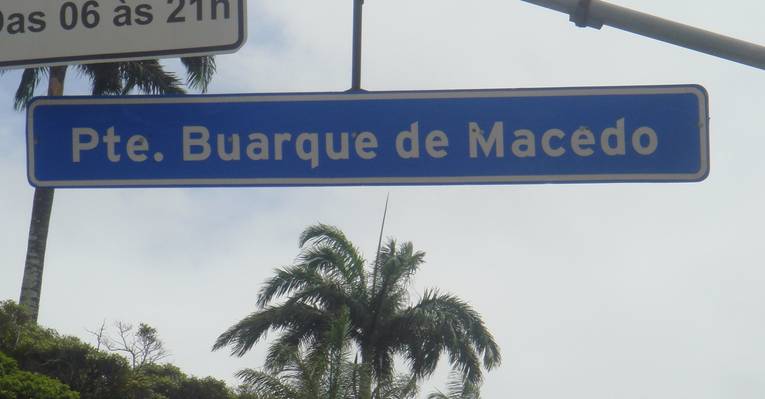 Das 06 às 21h
Pte. Buarque de Macedo